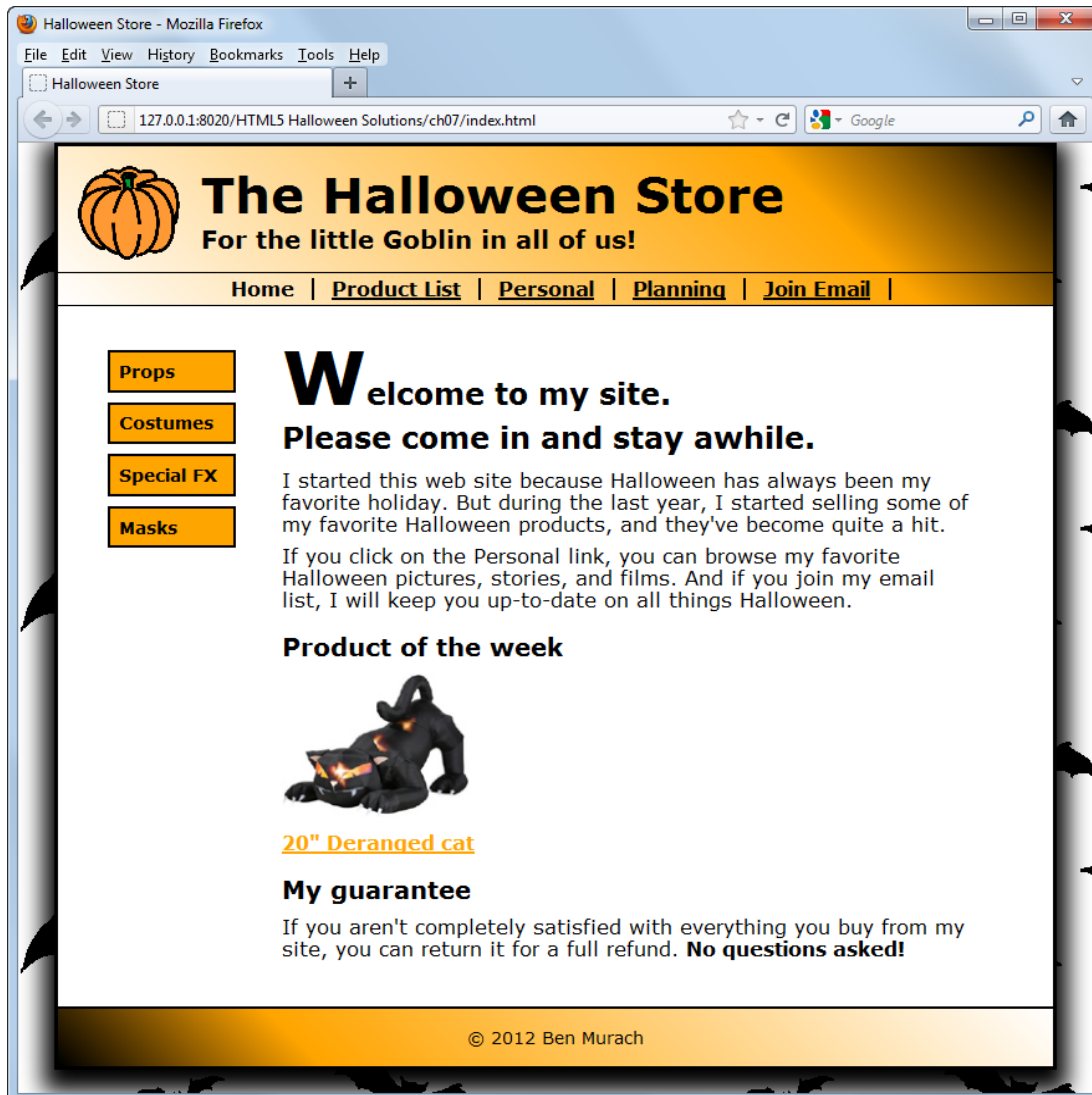 Halloween Store - Mozilla Firefox
File Edit View History Bookmarks Tools Help
Halloween Store +
127.0.0.1:8020/HTML5 Halloween Solutions/ch07/index.html Google
The Halloween Store
For the little Goblin in all of us!
Home | Product List | Personal | Planning | Join Email |
Props
Costumes
Special FX
Masks
Welcome to my site.
Please come in and stay awhile.
I started this web site because Halloween has always been my
favorite holiday. But during the last year, I started selling some of
my favorite Halloween products, and they've become quite a hit.
If you click on the Personal link, you can browse my favorite
Halloween pictures, stories, and films. And if you join my email
list, I will keep you up-to-date on all things Halloween.
Product of the week
20" Deranged cat
My guarantee
If you aren't completely satisfied with everything you buy from my
site, you can return it for a full refund. No questions asked!
© 2012 Ben Murach